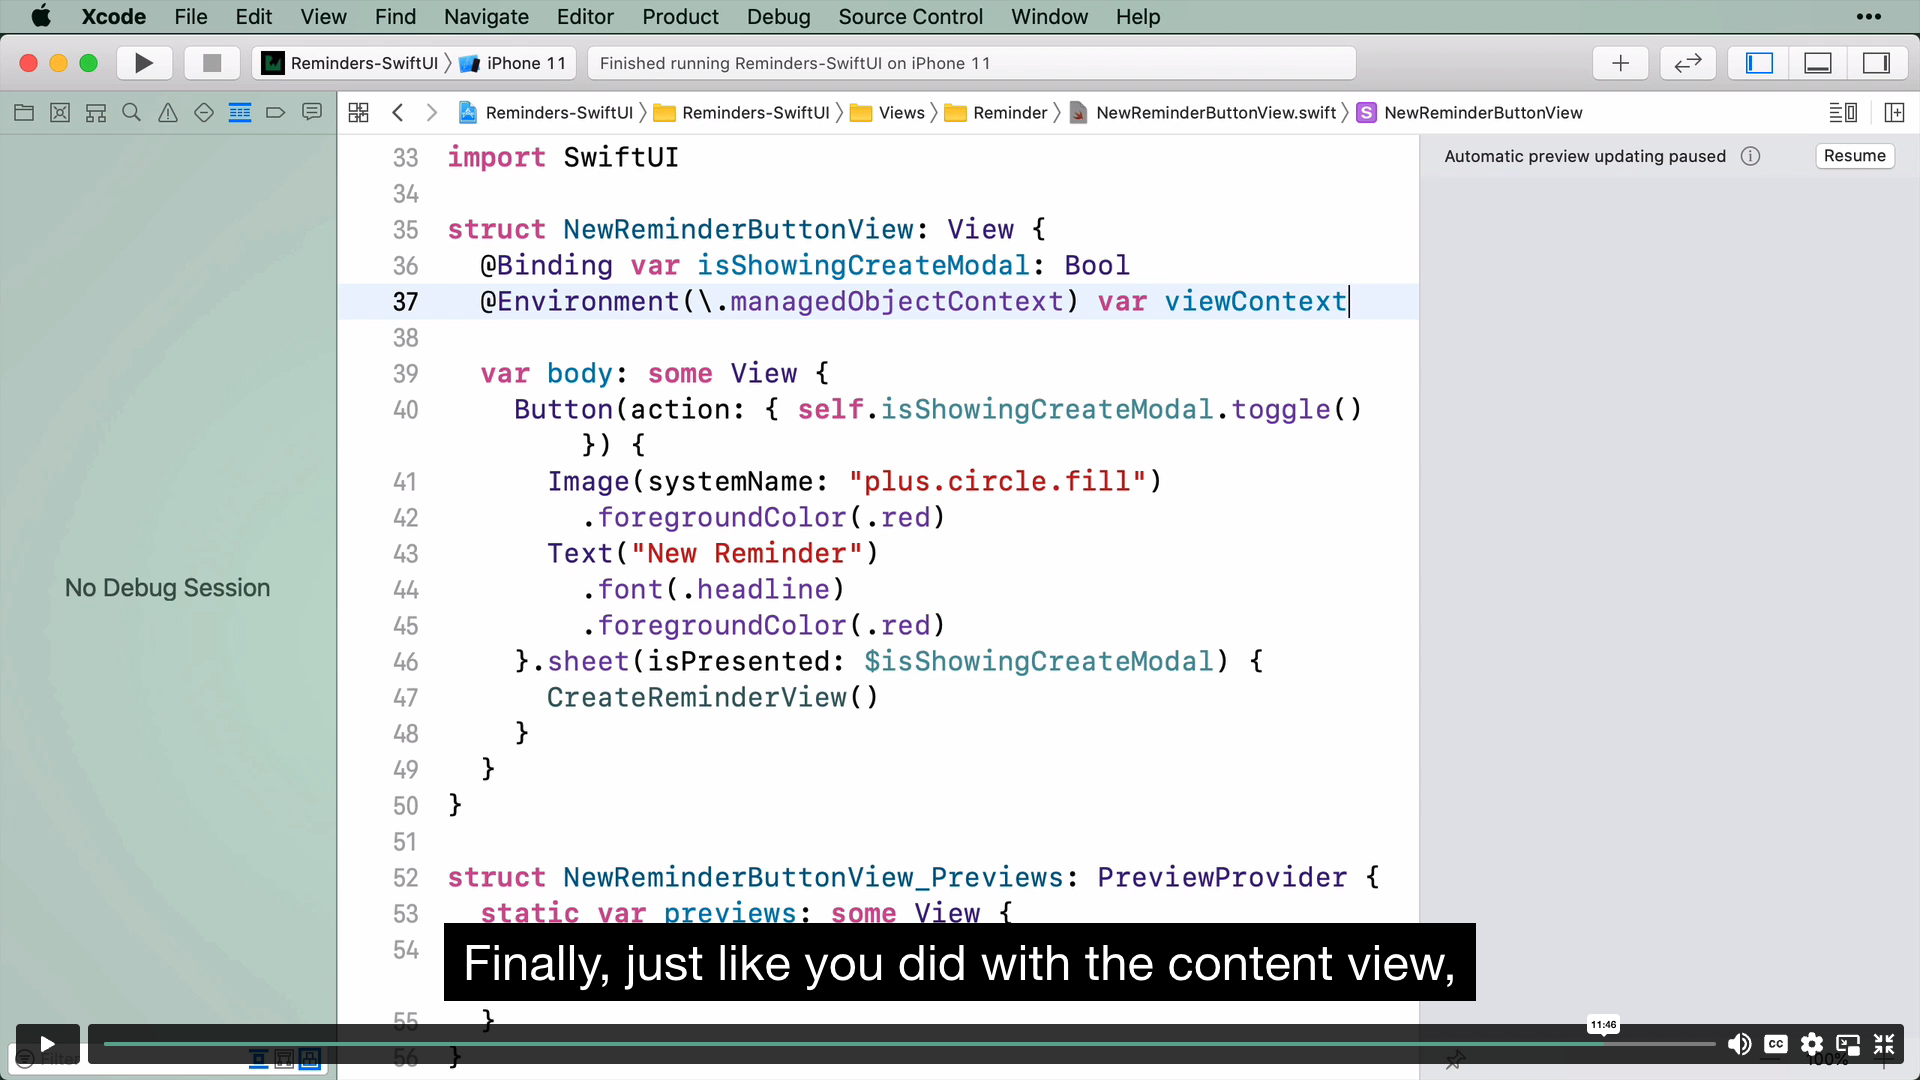 Xcode File Edit View Find Navigate Editor Product Debug Source Control Window Help
Reminders-SwiftUI iPhone 11 Finished running Reminders-SwiftUI on iPhone 11
Reminders-SwiftUI Reminders-SwiftUI Views Reminder NewReminderButtonView.swift S NewReminderButtonView
Automatic preview updating paused Resume
33 import SwiftUI
34
35 struct NewReminderButtonView: View {
36 @Binding var isShowingCreateModal: Bool
37 @Environment(\.managedObjectContext) var viewContext
38
39 var body: some View {
40 Button(action: { self.isShowingCreateModal.toggle()
}) {
41 Image(systemName: "plus.circle.fill")
42 .foregroundColor(.red)
43 Text("New Reminder")
44 .font(.headline)
45 .foregroundColor(.red)
46 }.sheet(isPresented: $isShowingCreateModal) {
47 CreateReminderView()
48 }
49 }
50 }
51
52 struct NewReminderButtonView_Previews: PreviewProvider {
53 static var previews: some View {
54
55 }
56 }
No Debug Session
Finally, just like you did with the content view,
11:46
CC
Filter
100%